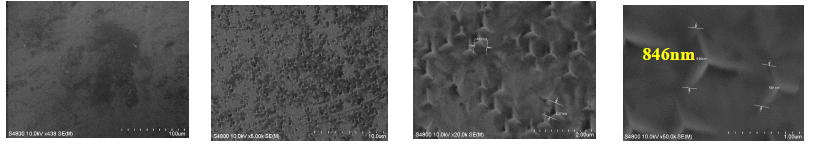 S4800 10.0kV x438 SE(M)
100um
S4800 10.0kV x5.00k SE(M)
10.0um
S4800 10.0kV x20.0k SE(M)
2.00um
846nm
S4800 10.0kV x50.0k SE(M)
1.00um